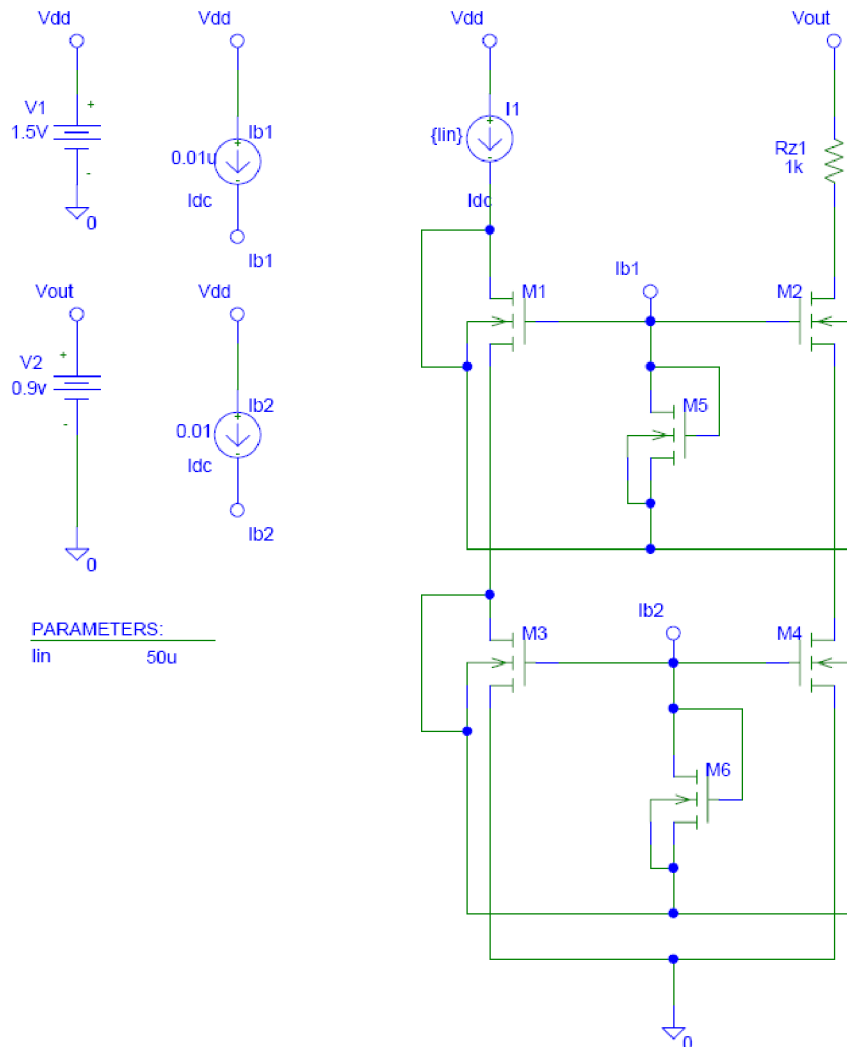 Vdd
Vdd
Vdd
Vout
V1
1.5V
+
-
0
Ib1
0.01u
+
-
Idc
Ib1
I1
{Iin}
+
-
Idc
Rz1
1k
Ib1
M1
M2
M5
Vout
V2
0.9v
+
-
0
Vdd
Ib2
0.01
+
-
Idc
Ib2
PARAMETERS:
Iin 50u
Ib2
M3
M4
M6
0